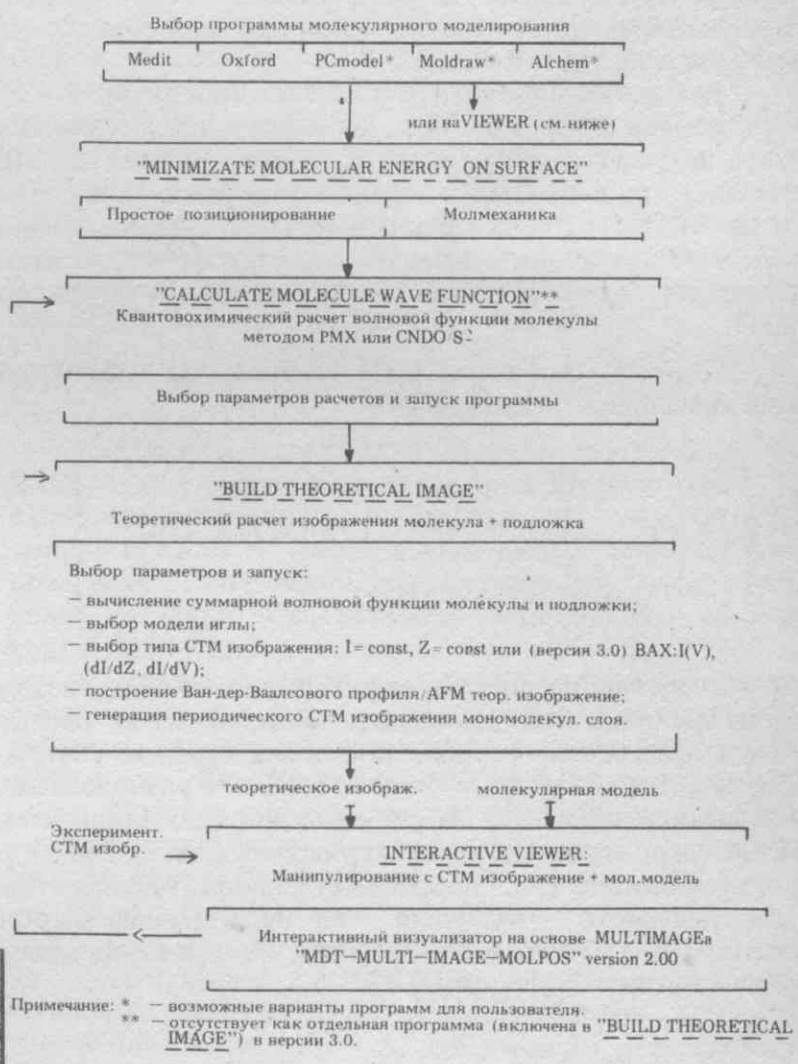 Выбор программы молекулярного моделирования
Medit Oxford PCmodel* Moldraw* Alchem*
или наVIEWER (см. ниже)
"MINIMIZATE MOLECULAR ENERGY ON SURFACE"
Простое позиционирование Молмеханика
"CALCULATE MOLECULE WAVE FUNCTION"**
Квантовохимический расчет волновой функции молекулы
методом РМХ или CNDO S
Выбор параметров расчетов и запуск программы
"BUILD THEORETICAL IMAGE"
Теоретический расчет изображения молекула + подложка
Выбор параметров и запуск:
— вычисление суммарной волновой функции молекулы и подложки;
— выбор модели иглы;
— выбор типа СТМ изображения: I = const, Z = const или (версия 3.0) ВАХ:I(V),
(dI/dZ, dI/dV);
— построение Ван-дер-Ваалсового профиля/AFM теор. изображение;
— генерация периодического СТМ изображения мономолекул. слоя.
теоретическое изображ. молекулярная модель
Эксперимент.
СТМ изобр.
INTERACTIVE VIEWER:
Манипулирование с СТМ изображение + мол.модель
Интерактивный визуализатор на основе MULTIMAGEа
"MDT—MULTI—IMAGE—MOLPOS" version 2.00
Примечание: * — возможные варианты программ для пользователя.
** — отсутствует как отдельная программа (включена в "BUILD THEORETICAL
IMAGE") в версии 3.0.